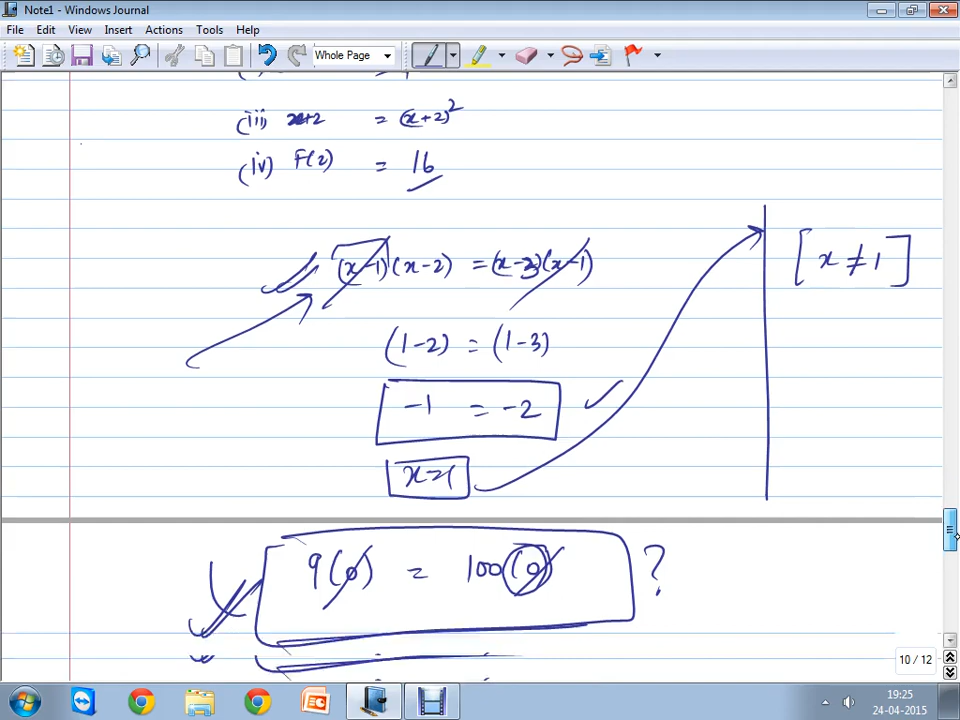 Note1 - Windows Journal
File Edit View Insert Actions Tools Help
Whole Page
(iii) x+2 = (x+2)²
(iv) F(2) = 16
(x-1)(x-2) = (x-3)(x-1)
[x ≠ 1]
(1-2) = (1-3)
-1 = -2
x=1
9(0) = 100(0) ?
10 / 12
19:25
24-04-2015